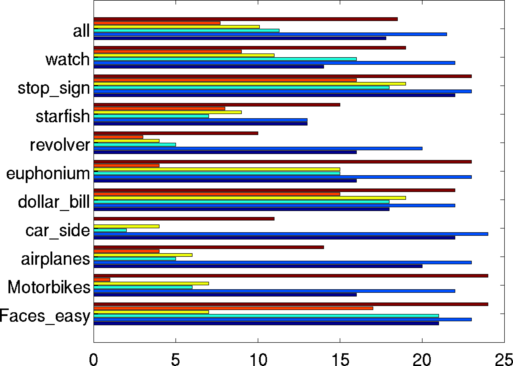 all
watch
stop_sign
starfish
revolver
euphonium
dollar_bill
car_side
airplanes
Motorbikes
Faces_easy
0 5 10 15 20 25